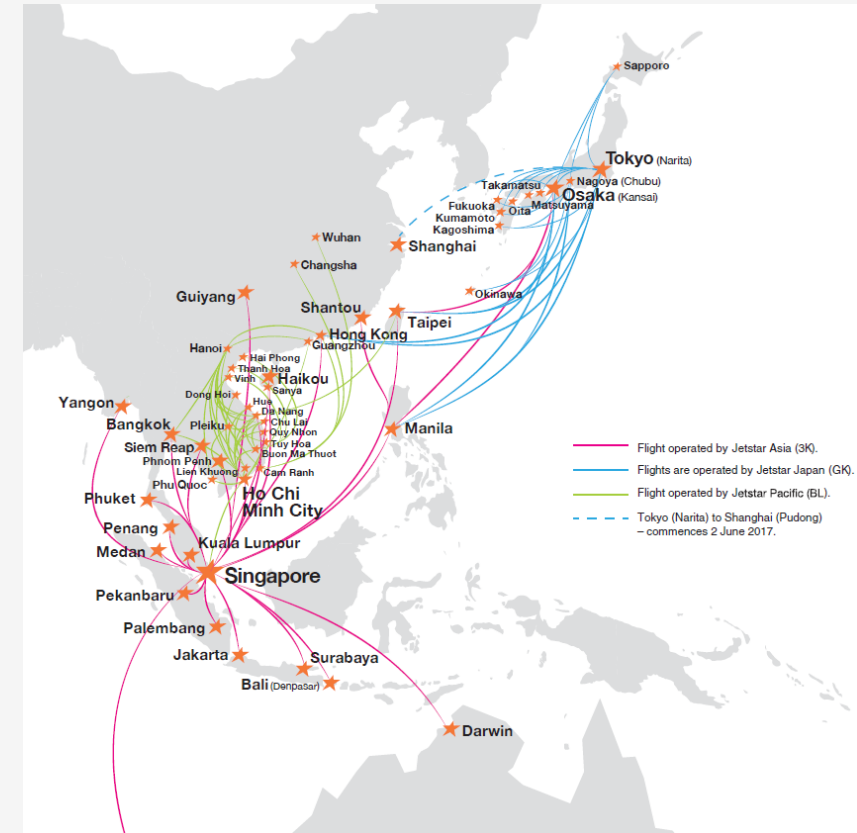 Sapporo
Tokyo (Narita)
Takamatsu
Nagoya (Chubu)
Osaka (Kansai)
Fukuoka
Oita
Matsuyama
Kumamoto
Kagoshima
Wuhan
Shanghai
Changsha
Guiyang
Okinawa
Shantou
Taipei
Hong Kong
Guangzhou
Hanoi
Hai Phong
Thanh Hoa
Vinh
Haikou
Sanya
Dong Hoi
Hue
Yangon
Da Nang
Bangkok
Pleiku
Chu Lai
Manila
Quy Nhon
Siem Reap
Tuy Hoa
Buon Ma Thuot
Phnom Penh
Lien Khuong
Cam Ranh
Phu Quoc
Ho Chi
Minh City
Phuket
Penang
Kuala Lumpur
Medan
Singapore
Pekanbaru
Palembang
Jakarta
Surabaya
Bali (Denpasar)
Darwin
Flight operated by Jetstar Asia (3K).
Flights are operated by Jetstar Japan (GK).
Flight operated by Jetstar Pacific (BL).
Tokyo (Narita) to Shanghai (Pudong)
– commences 2 June 2017.